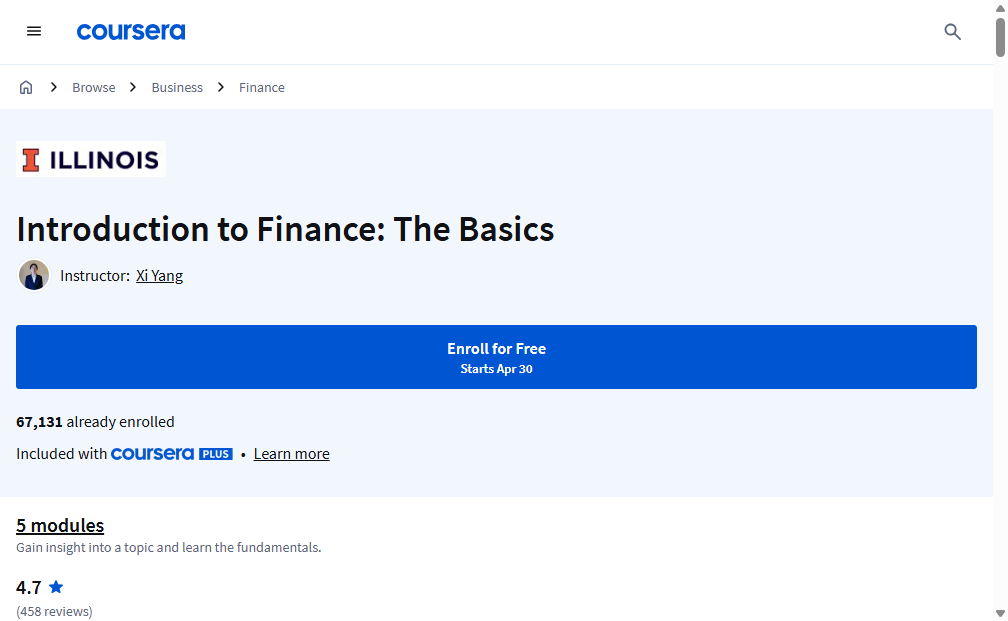 coursera
Browse Business Finance
ILLINOIS
Introduction to Finance: The Basics
Instructor: Xi Yang
Enroll for Free
Starts Apr 30
67,131 already enrolled
Included with coursera PLUS • Learn more
5 modules
Gain insight into a topic and learn the fundamentals.
4.7
(458 reviews)